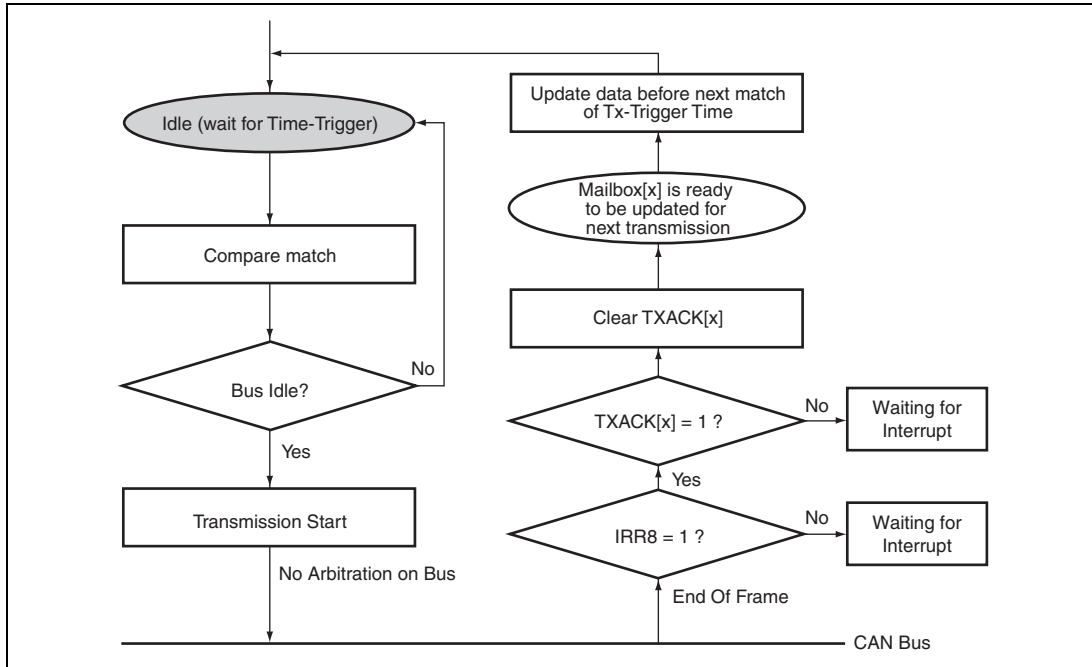 Idle (wait for Time-Trigger)
Compare match
Bus Idle?
No
Yes
Transmission Start
No Arbitration on Bus
Update data before next match
of Tx-Trigger Time
Mailbox[x] is ready
to be updated for
next transmission
Clear TXACK[x]
TXACK[x] = 1 ?
No
Waiting for
Interrupt
Yes
IRR8 = 1 ?
No
Waiting for
Interrupt
End Of Frame
CAN Bus